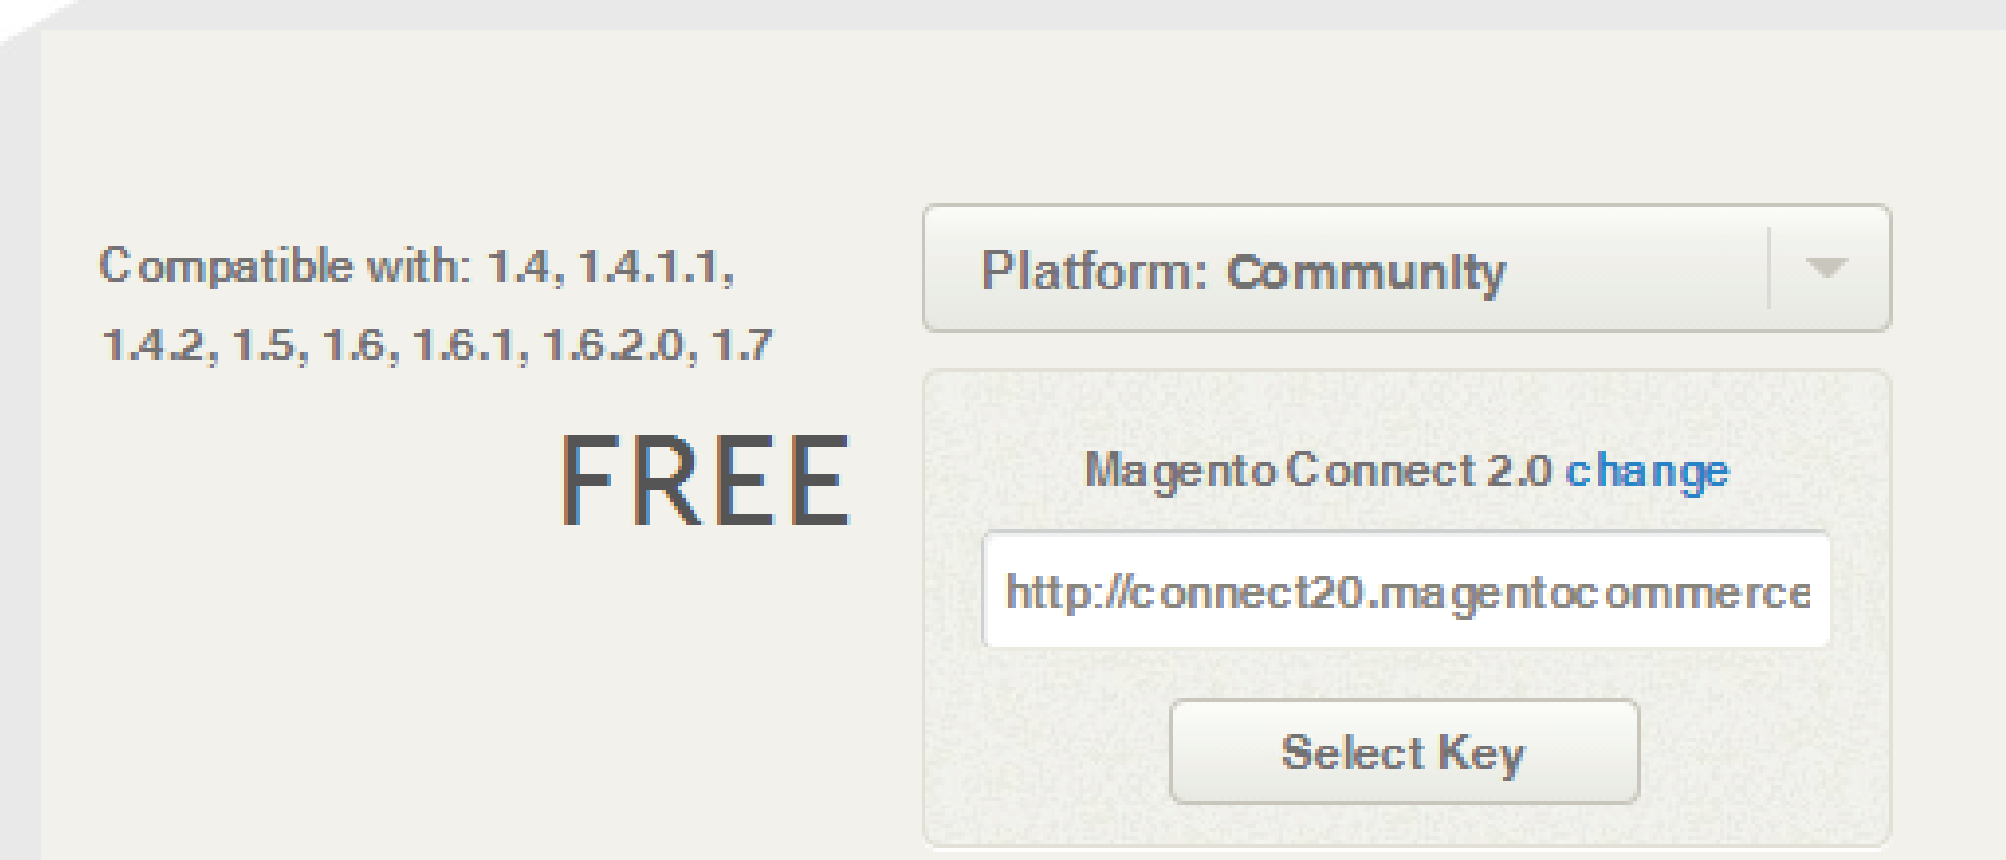 Compatible with: 1.4, 1.4.1.1,
1.4.2, 1.5, 1.6, 1.6.1, 1.6.2.0, 1.7
FREE
Platform: Community
Magento Connect 2.0 change
http://connect20.magentocommerce
Select Key